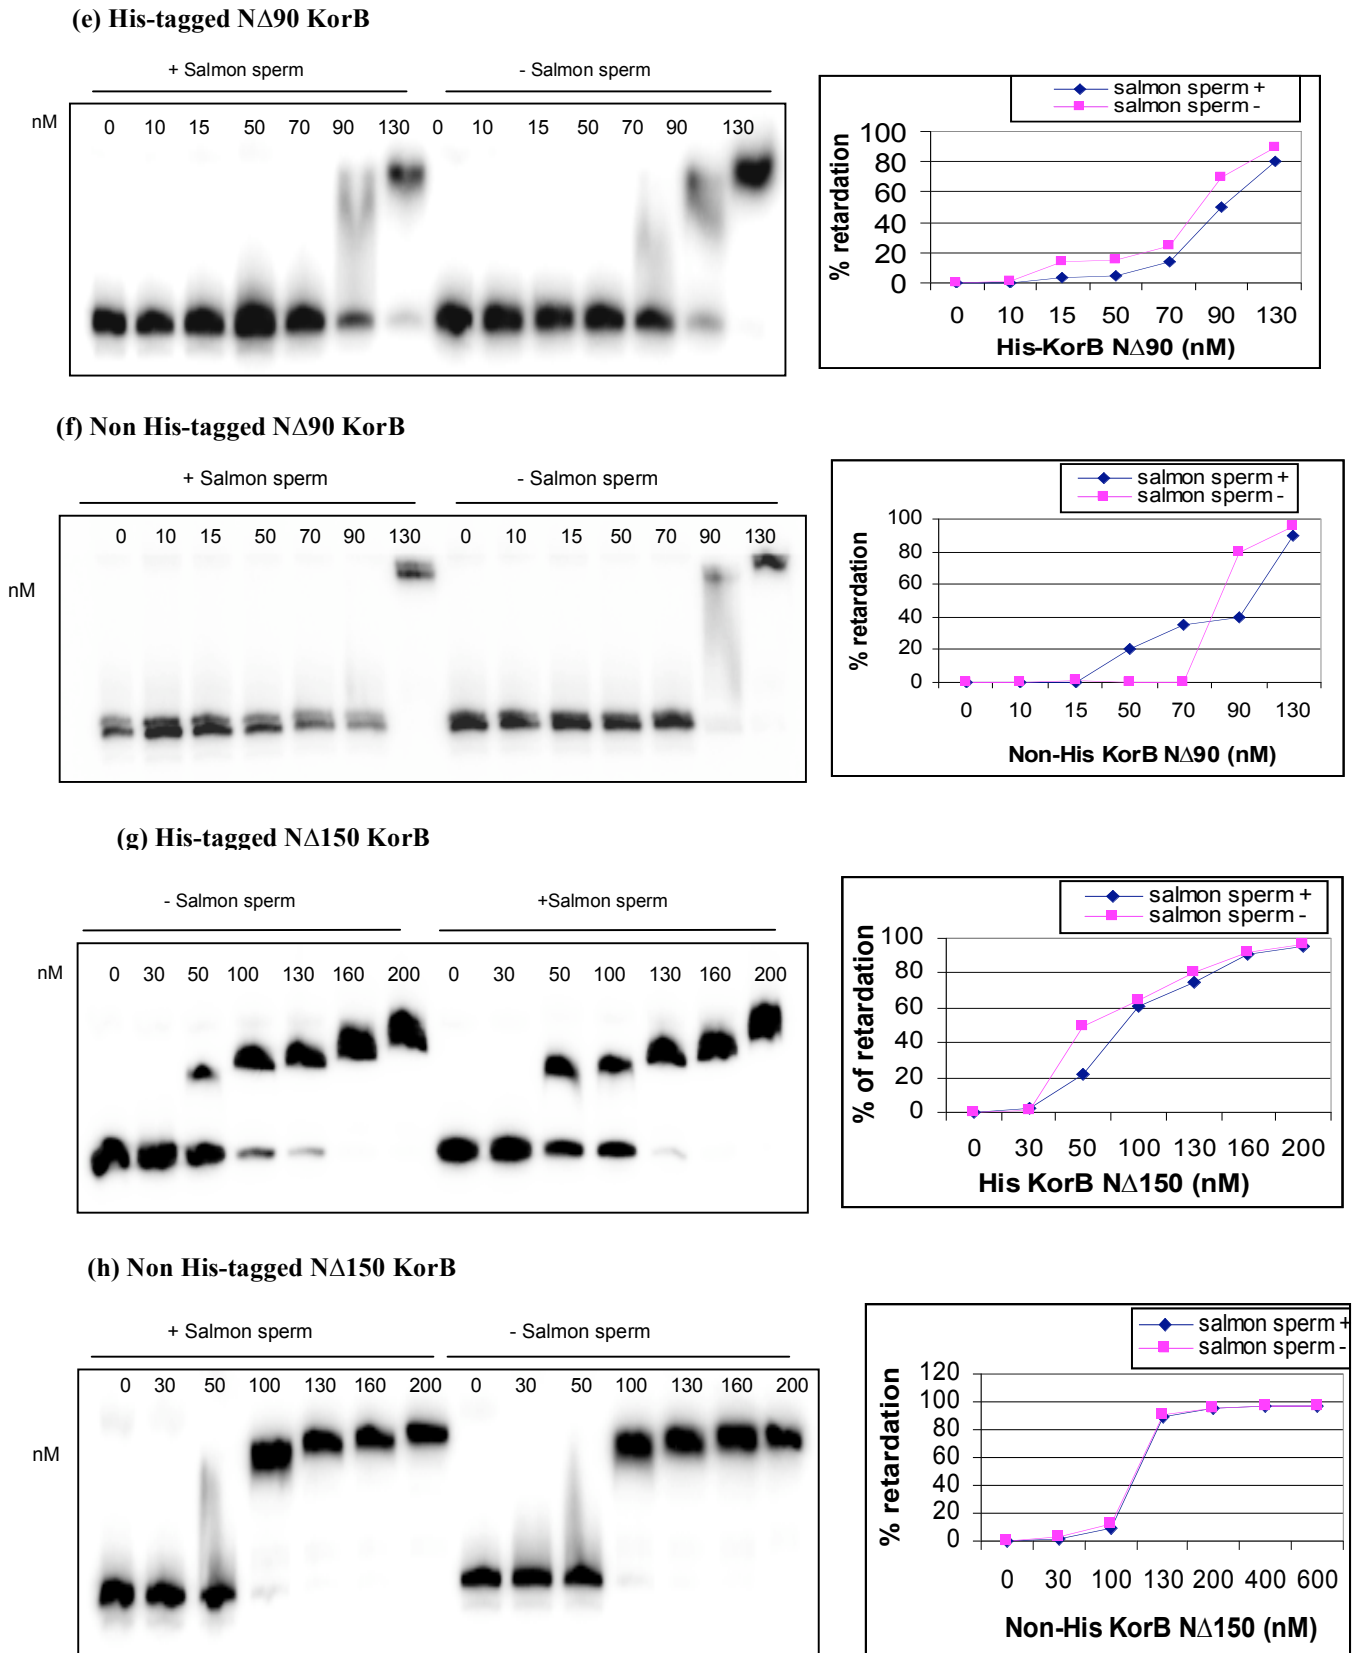 (e) His-tagged N∆90 KorB
+ Salmon sperm
- Salmon sperm
nM
0 10 15 50 70 90 130 0 10 15 50 70 90 130
salmon sperm +
salmon sperm -
% retardation
100
80
60
40
20
0
0 10 15 50 70 90 130
His-KorB N∆90 (nM)
(f) Non His-tagged N∆90 KorB
+ Salmon sperm
- Salmon sperm
0 10 15 50 70 90 130 0 10 15 50 70 90 130
nM
salmon sperm +
salmon sperm -
% retardation
100
80
60
40
20
0
0 10 15 50 70 90 130
Non-His KorB N∆90 (nM)
(g) His-tagged N∆150 KorB
- Salmon sperm
+Salmon sperm
nM
0 30 50 100 130 160 200 0 30 50 100 130 160 200
salmon sperm +
salmon sperm -
% of retardation
100
80
60
40
20
0
0 30 50 100 130 160 200
His KorB N∆150 (nM)
(h) Non His-tagged N∆150 KorB
+ Salmon sperm
- Salmon sperm
0 30 50 100 130 160 200 0 30 50 100 130 160 200
nM
salmon sperm +
salmon sperm -
% retardation
120
100
80
60
40
20
0
0 30 100 130 200 400 600
Non-His KorB N∆150 (nM)